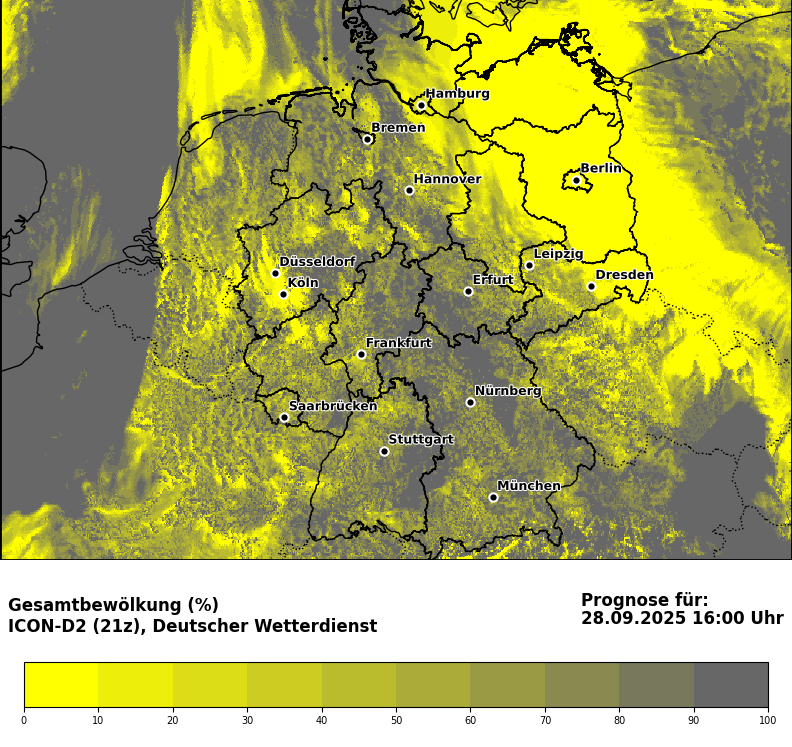 Hamburg
Bremen
Berlin
Hannover
Leipzig
Düsseldorf
Dresden
Köln
Erfurt
Frankfurt
Nürnberg
Saarbrücken
Stuttgart
München
Gesamtbewölkung (%)
ICON-D2 (21z), Deutscher Wetterdienst
Prognose für:
28.09.2025 16:00 Uhr
0 10 20 30 40 50 60 70 80 90 100